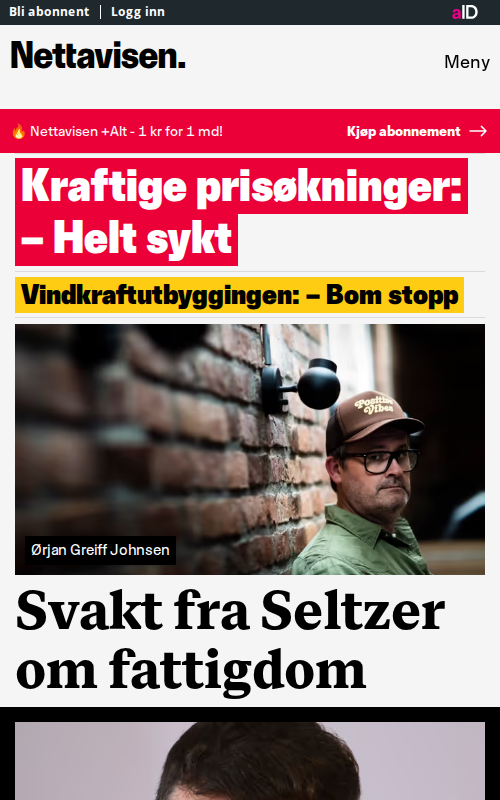 Bli abonnent | Logg inn
aID
Nettavisen.
Meny
🔥 Nettavisen +Alt - 1 kr for 1 md!
Kjøp abonnement →
Kraftige prisøkninger:
– Helt sykt
Vindkraftutbyggingen: – Bom stopp
Positive
Vibes
Ørjan Greiff Johnsen
Svakt fra Seltzer
om fattigdom